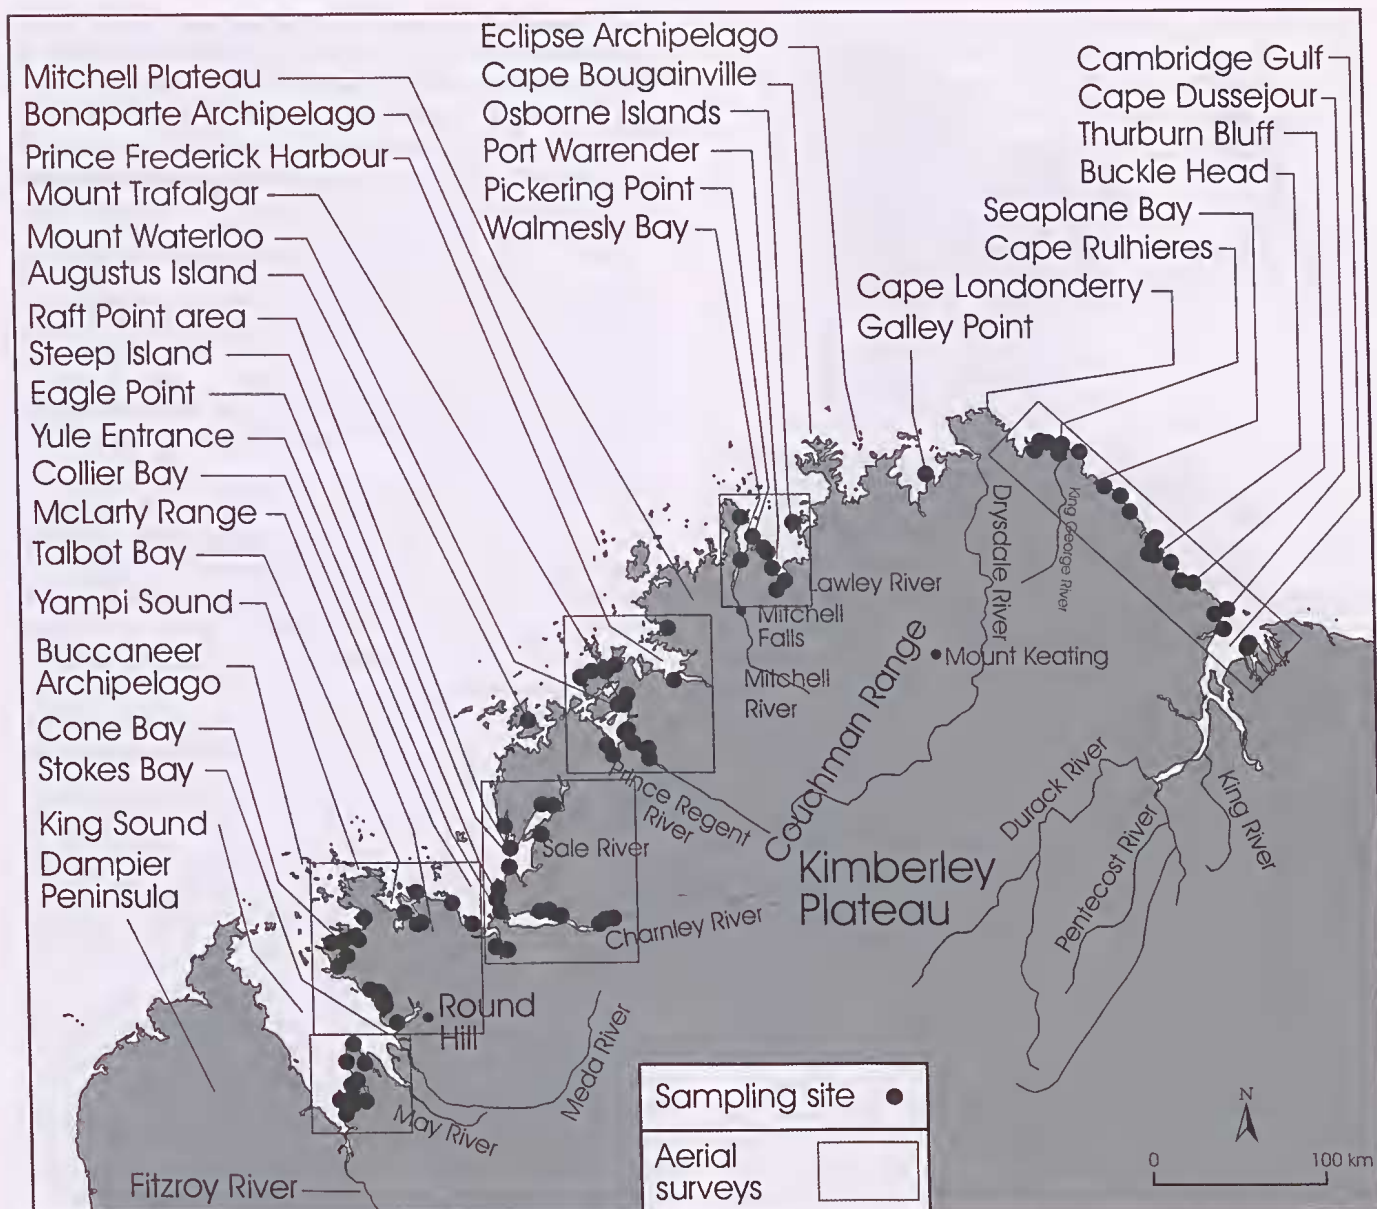 Mitchell Plateau
Bonaparte Archipelago
Prince Frederick Harbour
Mount Trafalgar
Mount Waterloo
Augustus Island
Raft Point area
Steep Island
Eagle Point
Yule Entrance
Collier Bay
McLarty Range
Talbot Bay
Yampi Sound
Buccaneer
Archipelago
Cone Bay
Stokes Bay
King Sound
Dampier
Peninsula
Eclipse Archipelago
Cape Bougainville
Osborne Islands
Port Warrender
Pickering Point
Walmesly Bay
Cambridge Gulf
Cape Dussejour
Thurburn Bluff
Buckle Head
Seaplane Bay
Cape Rulhieres
Cape Londonderry
Galley Point
Drysdale River
King George River
Lawley River
Mitchell
Falls
Mitchell
River
Mount Keating
Couchman Range
Prince Regent
River
Kimberley
Plateau
Sale River
Charnley River
Durack River
Pentecost River
King River
Round
Hill
Meda River
May River
Fitzroy River
Sampling site
Aerial
surveys
N
0 100 km